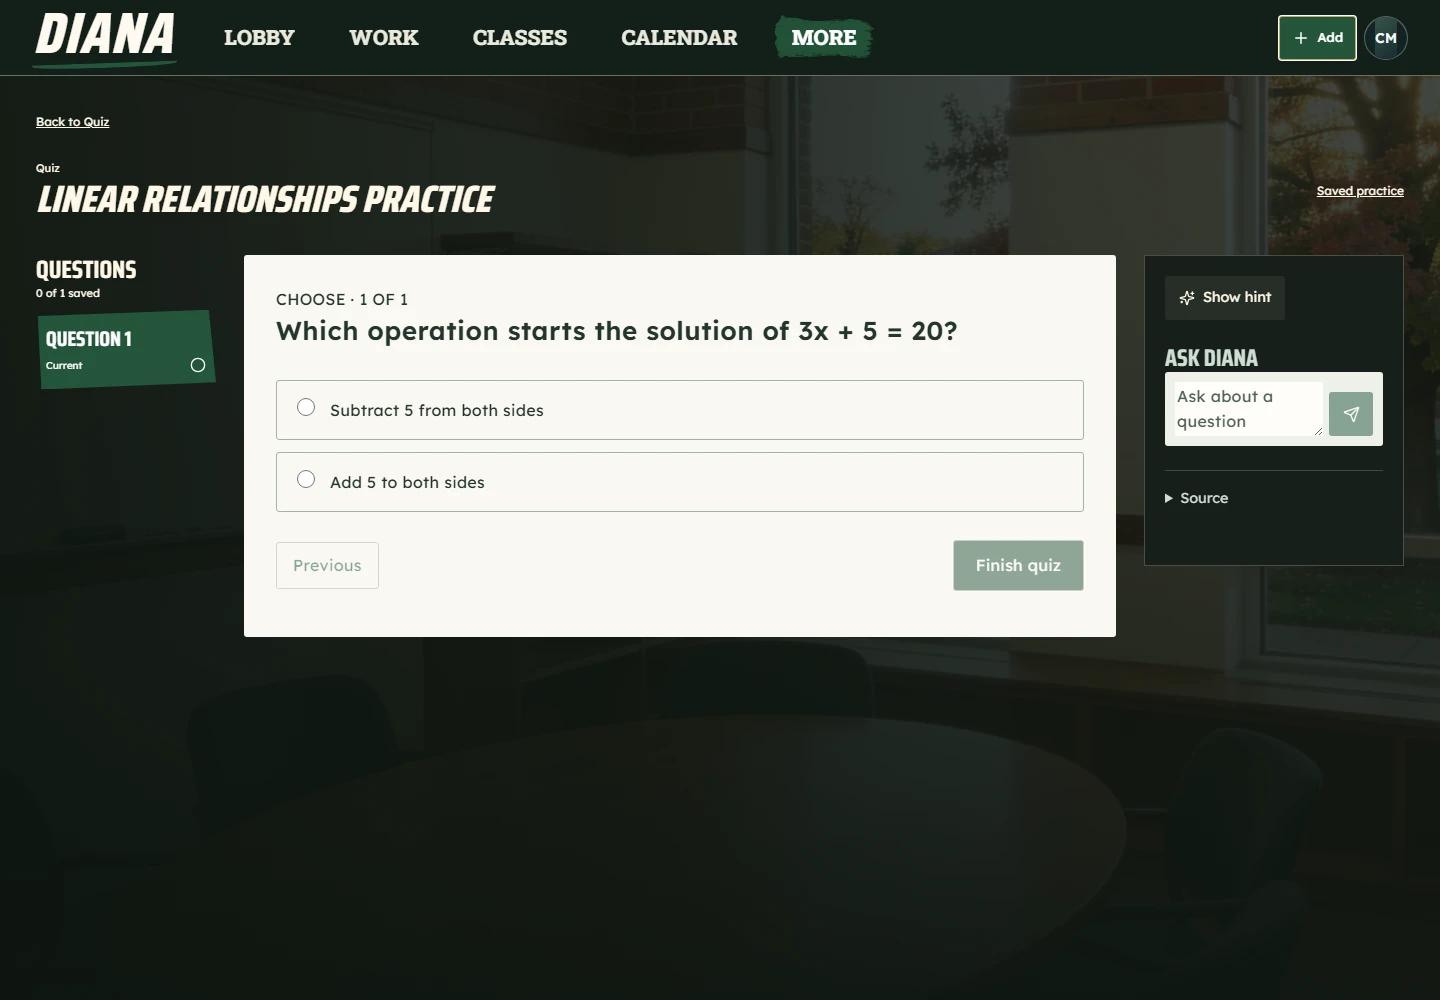 DIANA
LOBBY
WORK
CLASSES
CALENDAR
MORE
Add
CM
Back to Quiz
Quiz
LINEAR RELATIONSHIPS PRACTICE
Saved practice
QUESTIONS
0 of 1 saved
QUESTION 1
Current
CHOOSE · 1 OF 1
Which operation starts the solution of 3x + 5 = 20?
Subtract 5 from both sides
Add 5 to both sides
Previous
Finish quiz
Show hint
ASK DIANA
Ask about a
question
Source